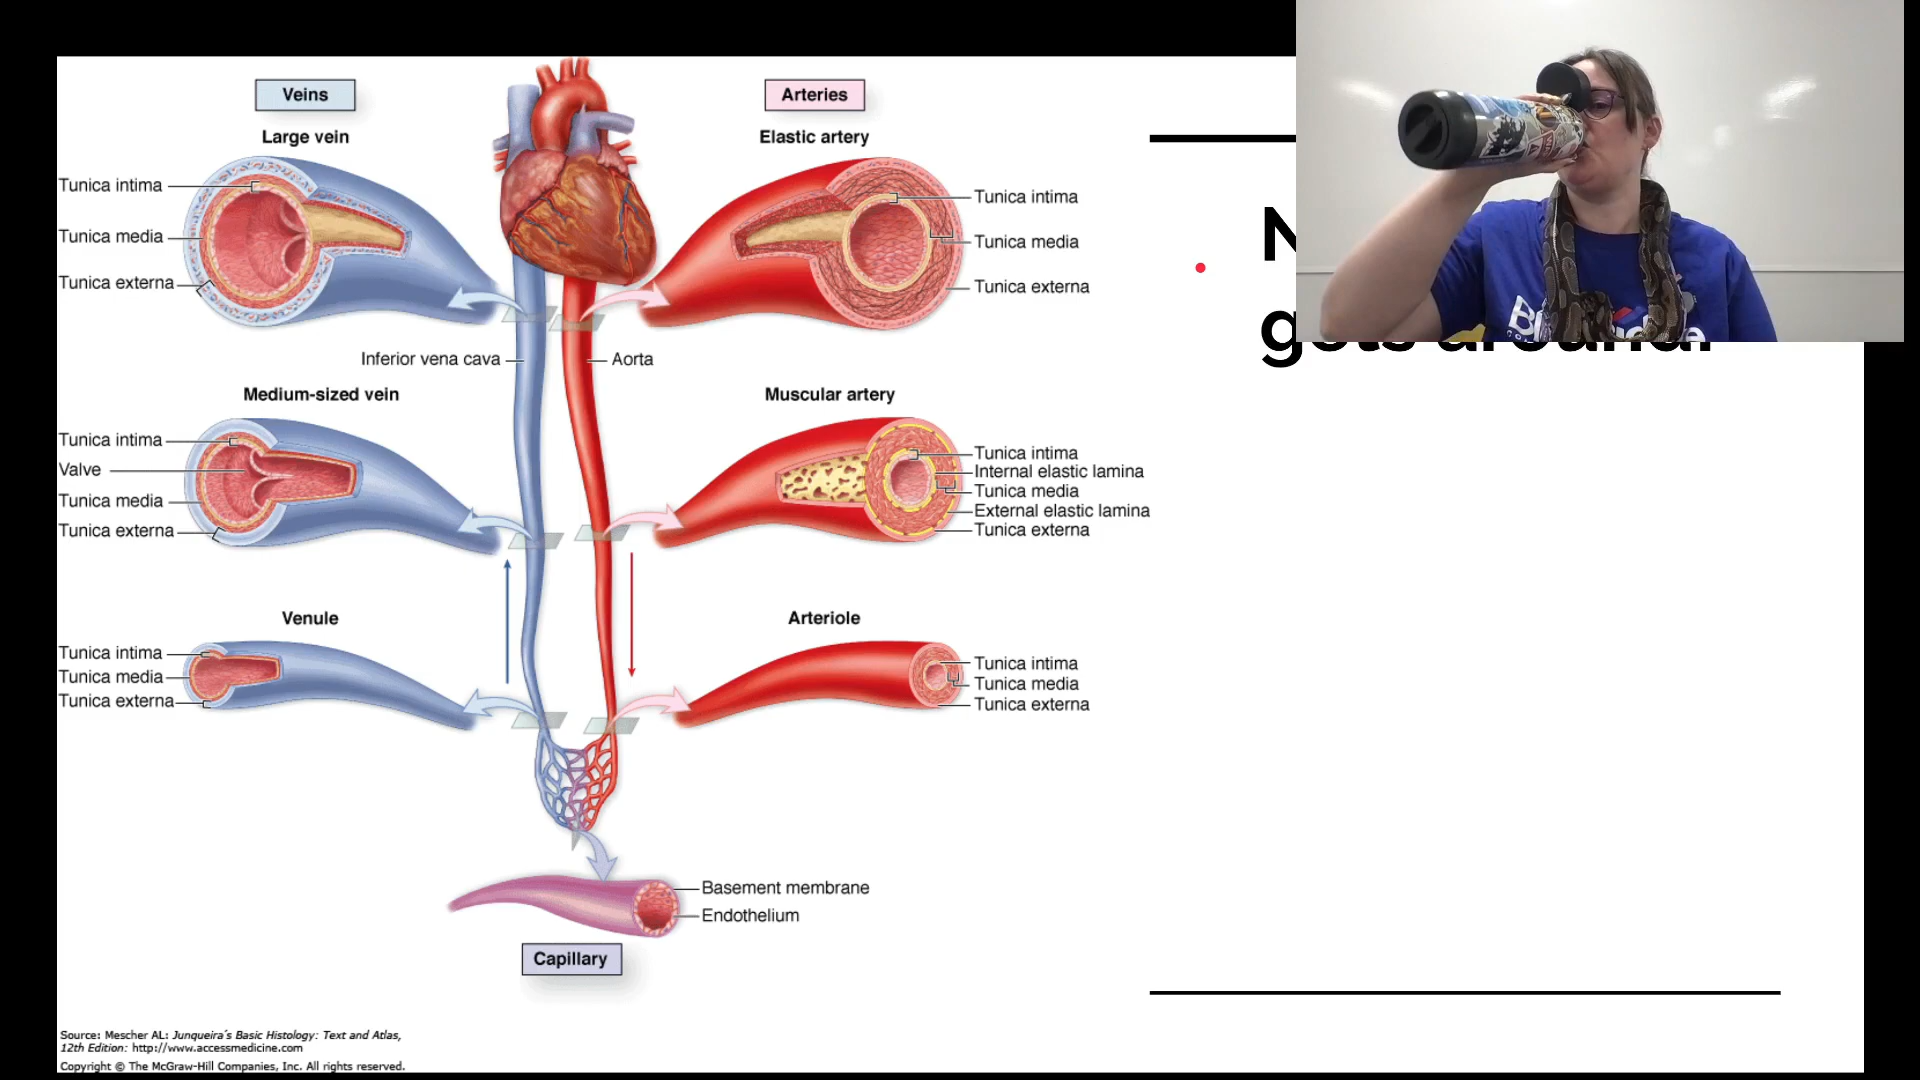 Veins
Large vein
Tunica intima
Tunica media
Tunica externa
Arteries
Elastic artery
Tunica intima
Tunica media
Tunica externa
Inferior vena cava
Aorta
Medium-sized vein
Tunica intima
Valve
Tunica media
Tunica externa
Muscular artery
Tunica intima
Internal elastic lamina
Tunica media
External elastic lamina
Tunica externa
Venule
Tunica intima
Tunica media
Tunica externa
Arteriole
Tunica intima
Tunica media
Tunica externa
Basement membrane
Endothelium
Capillary
Source: Mescher AL: Junqueira's Basic Histology: Text and Atlas,
12th Edition: http://www.accessmedicine.com
Copyright © The McGraw-Hill Companies, Inc. All rights reserved.
gets around.